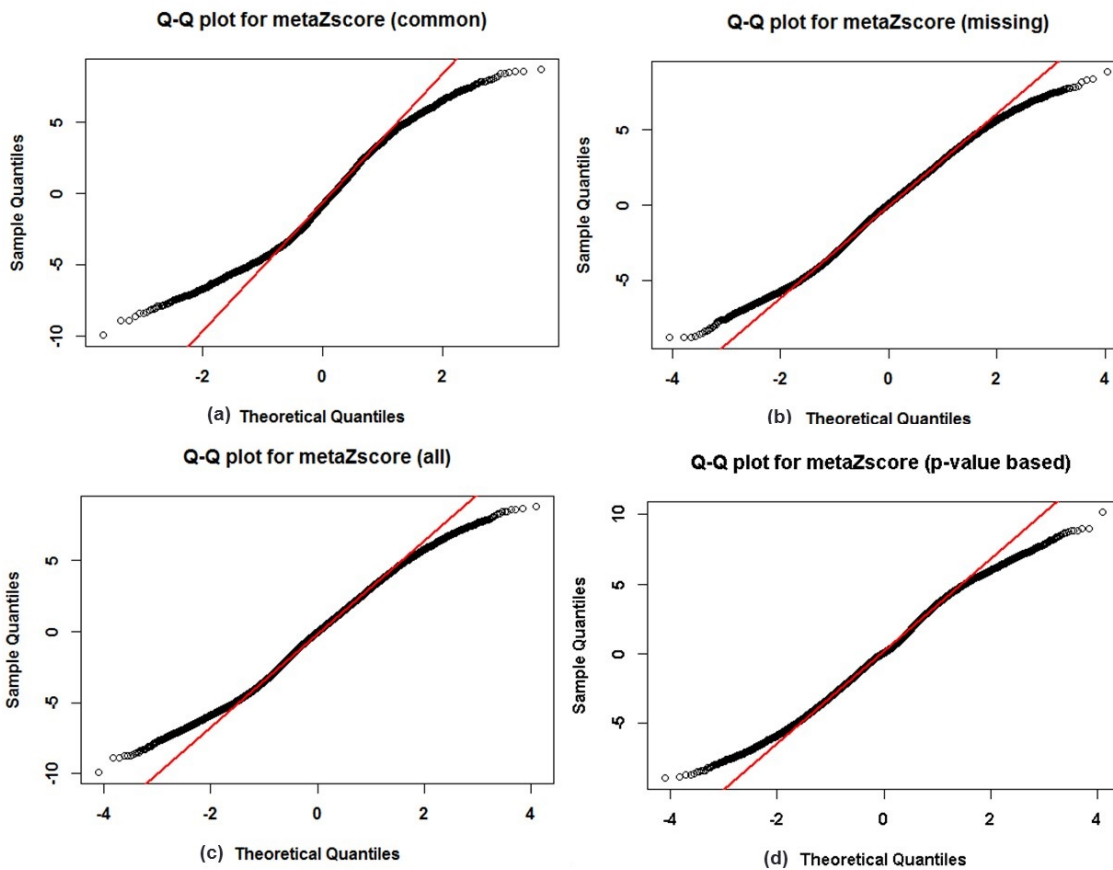 Q-Q plot for metaZscore (common)
Sample Quantiles
5
0
-5
-10
-2
0
2
(a) Theoretical Quantiles
Q-Q plot for metaZscore (missing)
Sample Quantiles
5
0
-5
-4
-2
0
2
4
(b) Theoretical Quantiles
Q-Q plot for metaZscore (all)
Sample Quantiles
5
0
-5
-10
-4
-2
0
2
4
(c) Theoretical Quantiles
Q-Q plot for metaZscore (p-value based)
Sample Quantiles
10
5
0
-5
-4
-2
0
2
4
(d) Theoretical Quantiles